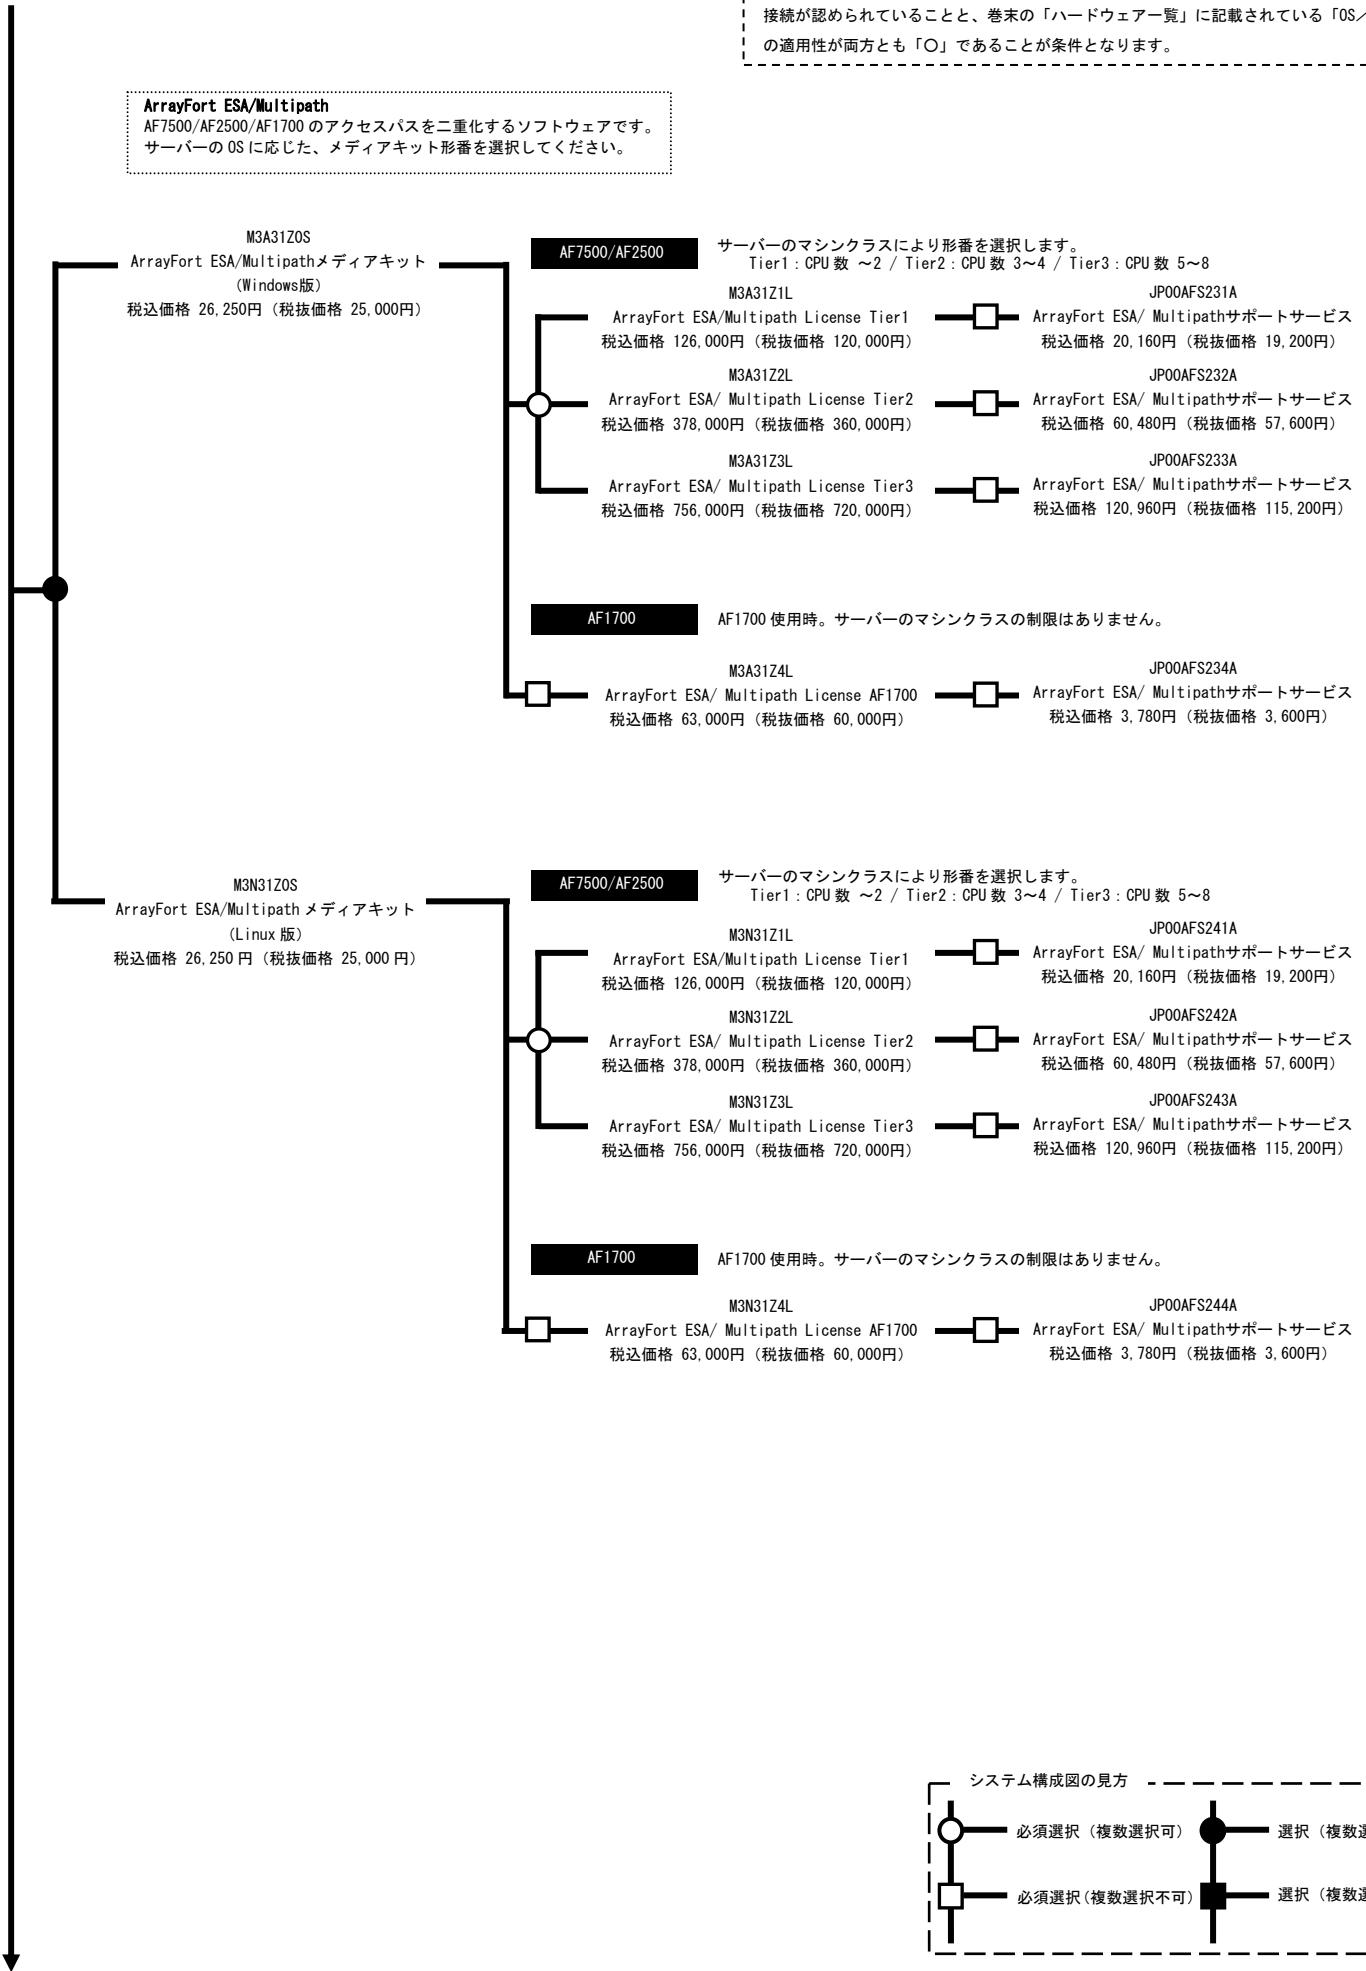 接続が認められていることと、巻末の「ハードウェア一覧」に記載されている「OS／
の適用性が両方とも「○」であることが条件となります。
ArrayFort ESA/Multipath
AF7500/AF2500/AF1700 のアクセスパスを二重化するソフトウェアです。
サーバーの OS に応じた、メディアキット形番を選択してください。
M3A31Z0S
ArrayFort ESA/Multipathメディアキット
（Windows版）
税込価格 26,250円（税抜価格 25,000円）
AF7500/AF2500
サーバーのマシンクラスにより形番を選択します。
Tier1：CPU 数 ～2 / Tier2：CPU 数 3～4 / Tier3：CPU 数 5～8
M3A31Z1L
ArrayFort ESA/Multipath License Tier1
税込価格 126,000円（税抜価格 120,000円）
JP00AFS231A
ArrayFort ESA/ Multipathサポートサービス
税込価格 20,160円（税抜価格 19,200円）
M3A31Z2L
ArrayFort ESA/ Multipath License Tier2
税込価格 378,000円（税抜価格 360,000円）
JP00AFS232A
ArrayFort ESA/ Multipathサポートサービス
税込価格 60,480円（税抜価格 57,600円）
M3A31Z3L
ArrayFort ESA/ Multipath License Tier3
税込価格 756,000円（税抜価格 720,000円）
JP00AFS233A
ArrayFort ESA/ Multipathサポートサービス
税込価格 120,960円（税抜価格 115,200円）
AF1700
AF1700 使用時。サーバーのマシンクラスの制限はありません。
M3A31Z4L
ArrayFort ESA/ Multipath License AF1700
税込価格 63,000円（税抜価格 60,000円）
JP00AFS234A
ArrayFort ESA/ Multipathサポートサービス
税込価格 3,780円（税抜価格 3,600円）
M3N31Z0S
ArrayFort ESA/Multipath メディアキット
（Linux 版）
税込価格 26,250 円（税抜価格 25,000 円）
AF7500/AF2500
サーバーのマシンクラスにより形番を選択します。
Tier1：CPU 数 ～2 / Tier2：CPU 数 3～4 / Tier3：CPU 数 5～8
M3N31Z1L
ArrayFort ESA/Multipath License Tier1
税込価格 126,000円（税抜価格 120,000円）
JP00AFS241A
ArrayFort ESA/ Multipathサポートサービス
税込価格 20,160円（税抜価格 19,200円）
M3N31Z2L
ArrayFort ESA/ Multipath License Tier2
税込価格 378,000円（税抜価格 360,000円）
JP00AFS242A
ArrayFort ESA/ Multipathサポートサービス
税込価格 60,480円（税抜価格 57,600円）
M3N31Z3L
ArrayFort ESA/ Multipath License Tier3
税込価格 756,000円（税抜価格 720,000円）
JP00AFS243A
ArrayFort ESA/ Multipathサポートサービス
税込価格 120,960円（税抜価格 115,200円）
AF1700
AF1700 使用時。サーバーのマシンクラスの制限はありません。
M3N31Z4L
ArrayFort ESA/ Multipath License AF1700
税込価格 63,000円（税抜価格 60,000円）
JP00AFS244A
ArrayFort ESA/ Multipathサポートサービス
税込価格 3,780円（税抜価格 3,600円）
システム構成図の見方
必須選択（複数選択可）
選択（複数選
必須選択（複数選択不可）
選択（複数選